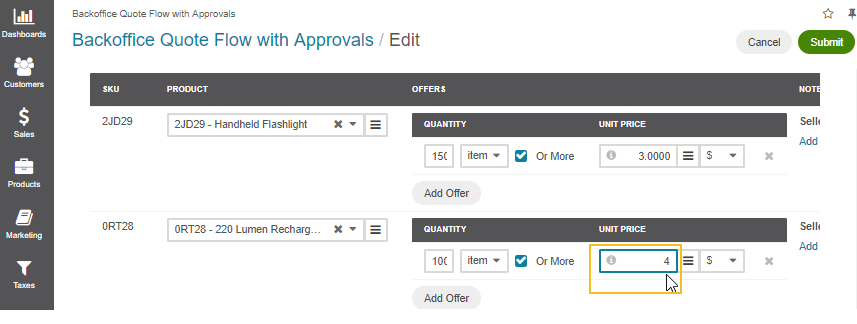 Backoffice Quote Flow with Approvals
Backoffice Quote Flow with Approvals / Edit
Cancel
Submit
Dashboards
Customers
$
Sales
Products
Marketing
Taxes
SKU PRODUCT OFFERS NOTE
2JD29 2JD29 - Handheld Flashlight
QUANTITY UNIT PRICE
Selle
150 item Or More 3.0000 $
Add
Add Offer
0RT28 0RT28 - 220 Lumen Recharg...
QUANTITY UNIT PRICE
Selle
100 item Or More 4 $
Add
Add Offer